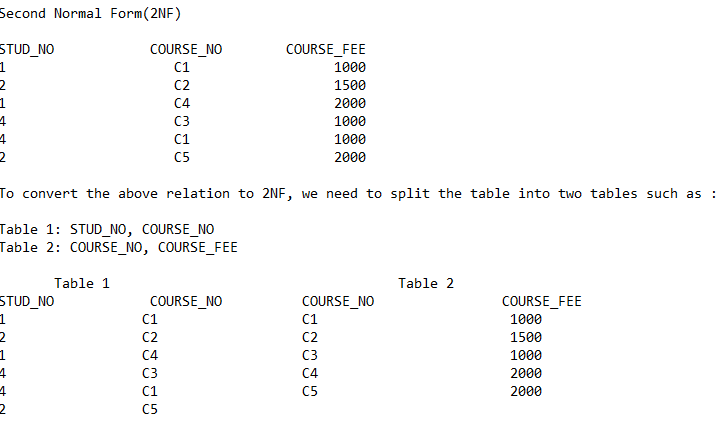 Second Normal Form(2NF)
STUD_NO COURSE_NO COURSE_FEE
1 C1 1000
2 C2 1500
1 C4 2000
4 C3 1000
4 C1 1000
2 C5 2000
To convert the above relation to 2NF, we need to split the table into two tables such as :
Table 1: STUD_NO, COURSE_NO
Table 2: COURSE_NO, COURSE_FEE
Table 1 Table 2
STUD_NO COURSE_NO COURSE_NO COURSE_FEE
1 C1 C1 1000
2 C2 C2 1500
1 C4 C3 1000
4 C3 C4 2000
4 C1 C5 2000
2 C5